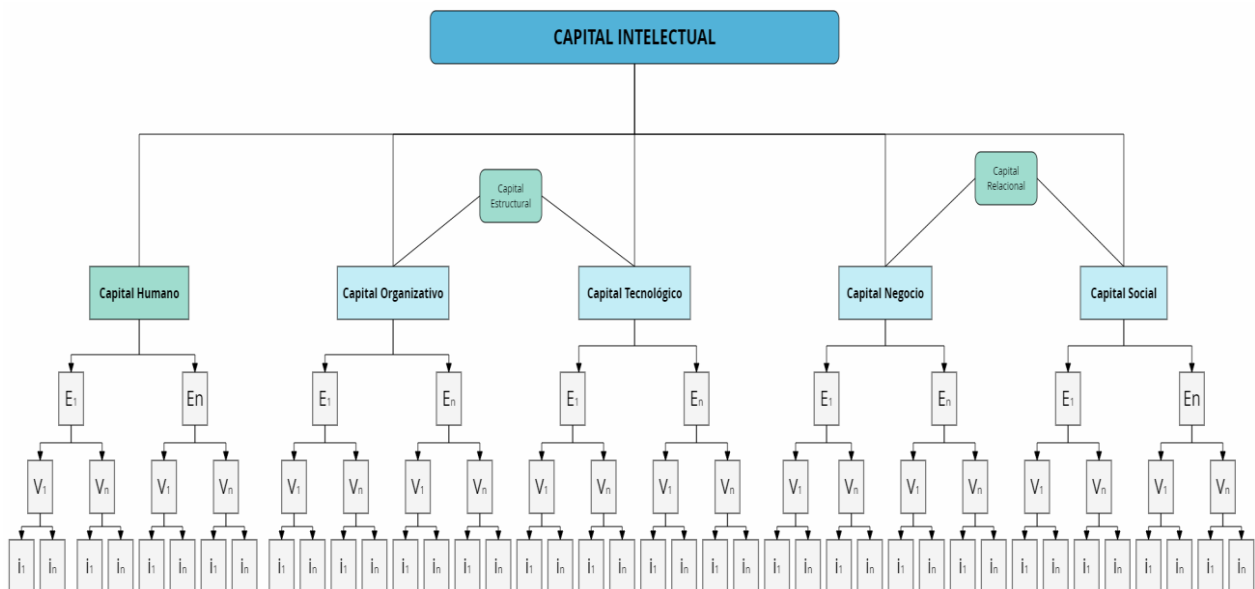 CAPITAL INTELECTUAL
Capital
Estructural
Capital
Relacional
Capital Humano
Capital Organizativo
Capital Tecnológico
Capital Negocio
Capital Social
E₁ En E₁ Eₙ E₁ Eₙ E₁ Eₙ E₁ En
V₁ Vₙ V₁ Vₙ V₁ Vₙ V₁ Vₙ V₁ Vₙ V₁ Vₙ V₁ Vₙ V₁ Vₙ V₁ Vₙ V₁ Vₙ
i₁ iₙ i₁ iₙ i₁ iₙ i₁ iₙ i₁ iₙ i₁ iₙ i₁ iₙ i₁ iₙ i₁ iₙ i₁ iₙ i₁ iₙ i₁ iₙ i₁ iₙ i₁ iₙ i₁ iₙ i₁ iₙ i₁ iₙ i₁ iₙ i₁ iₙ i₁ iₙ